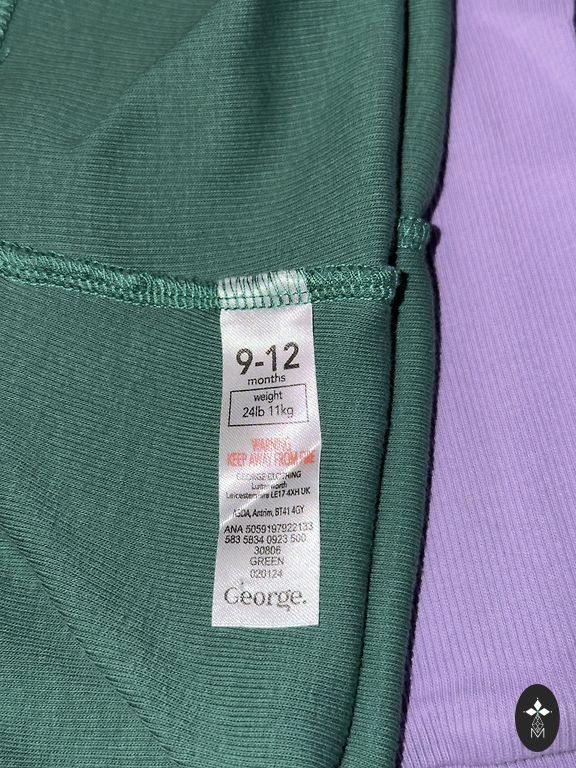 9-12
months
weight
24lb 11kg
WARNING
KEEP AWAY FROM FIRE
GEORGE CLOTHING
Lutterworth
Leicestershire LE17 4XH UK
ASDA, Antrim, BT41 4GY
ANA 5059197922133
583 5834 0923 500
30806
GREEN
020124
George.
M